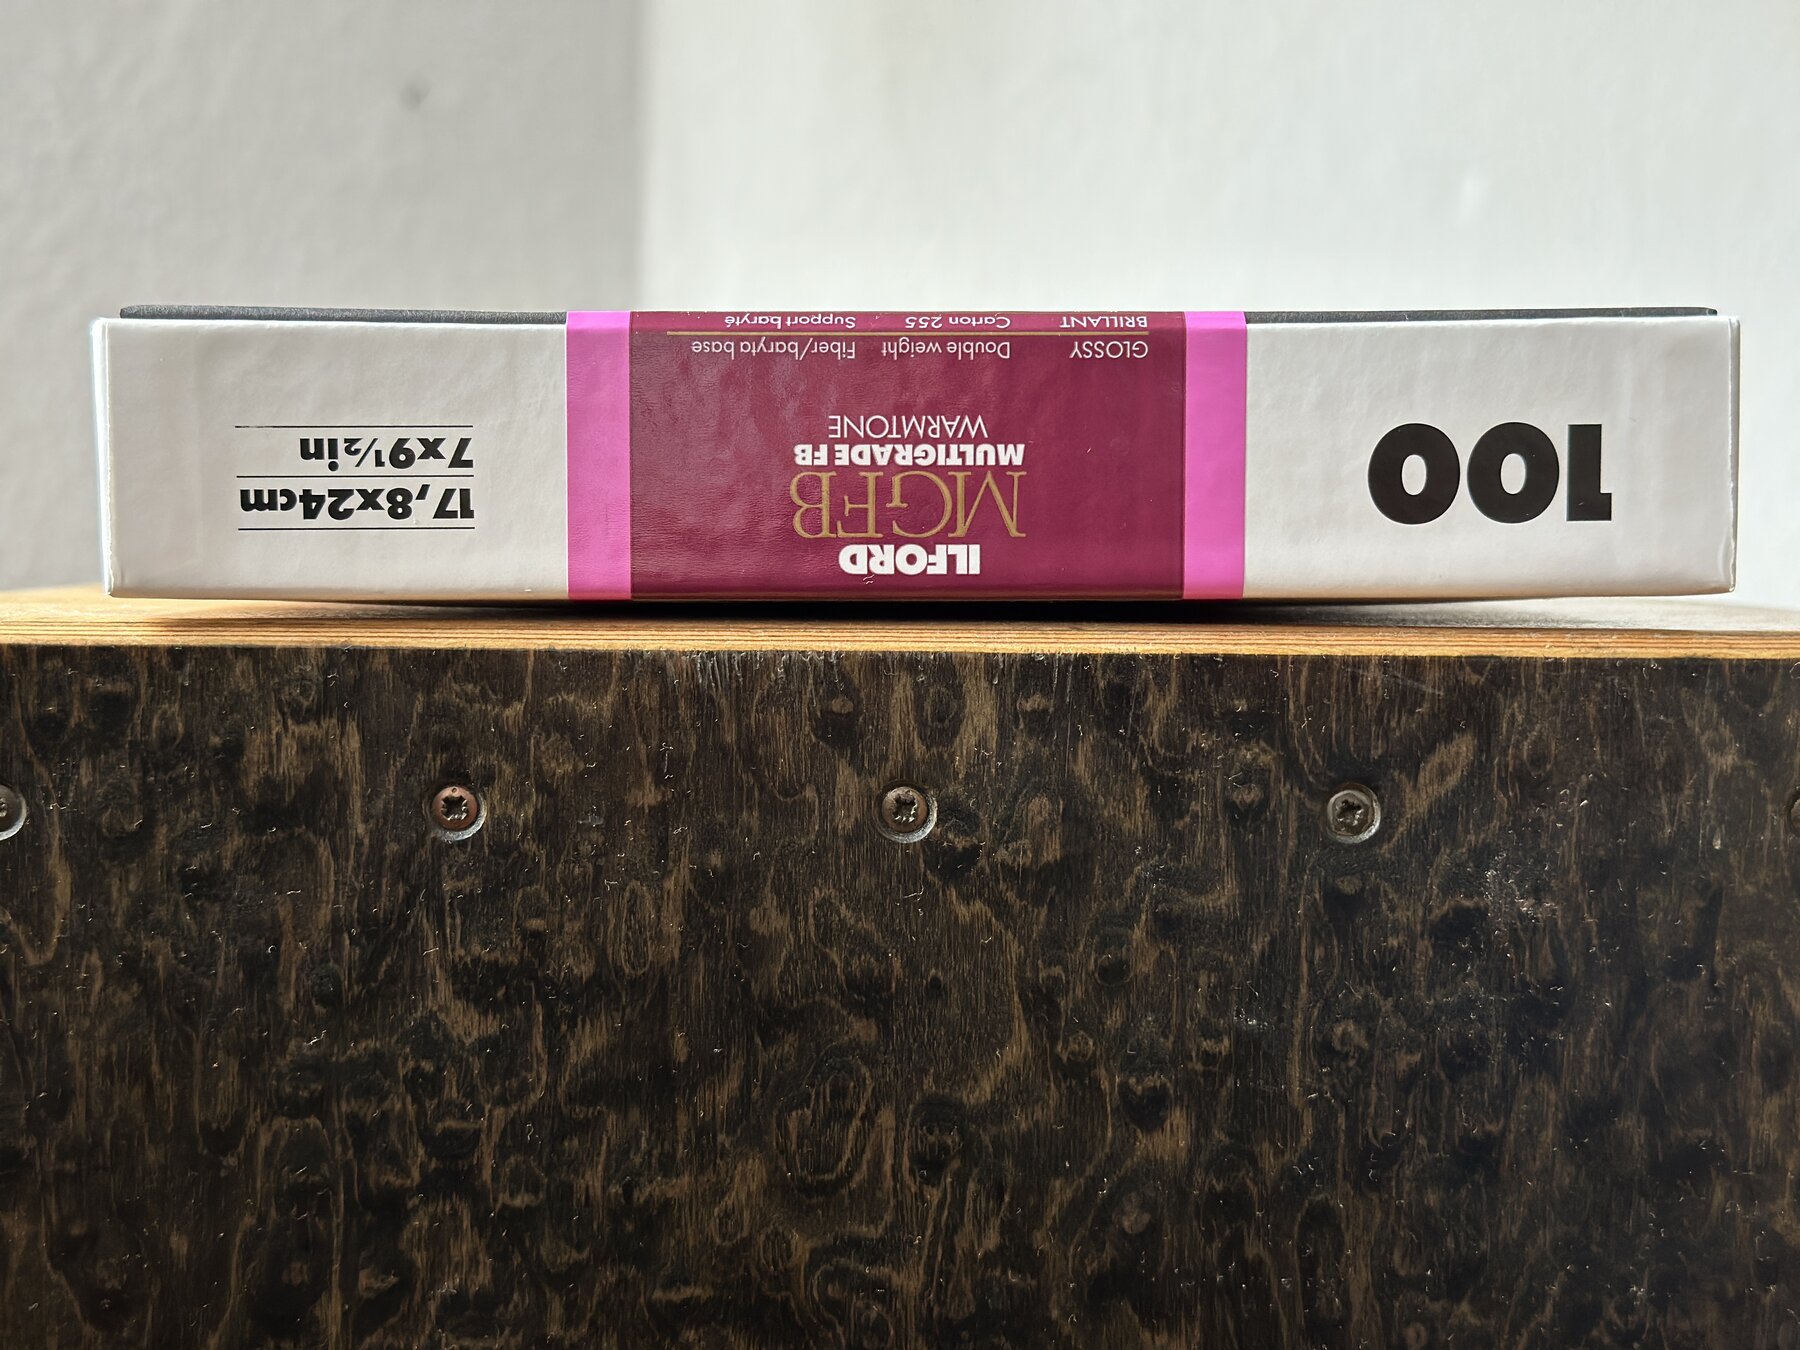 100
ILFORD
MGFB
MULTIGRADE FB
WARMTONE
GLOSSY Double weight Fiber/baryta base
BRILLANT Carton 255 Support baryté
17,8x24cm
7x9½in